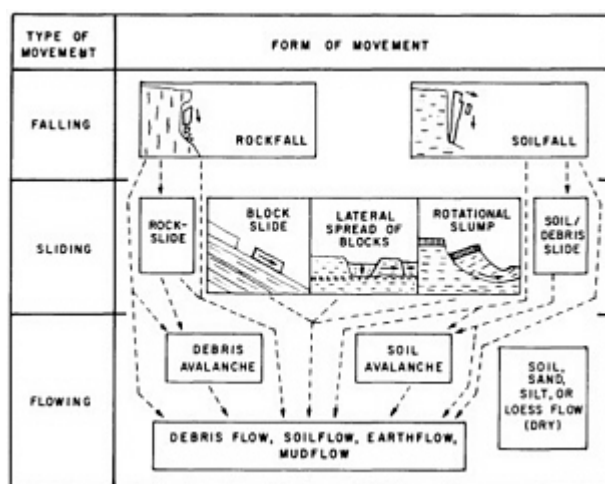 TYPE OF
MOVEMENT
FORM OF MOVEMENT
FALLING
ROCKFALL
SOILFALL
SLIDING
ROCK-
SLIDE
BLOCK
SLIDE
LATERAL
SPREAD OF
BLOCKS
ROTATIONAL
SLUMP
SOIL/
DEBRIS
SLIDE
FLOWING
DEBRIS
AVALANCHE
SOIL
AVALANCHE
SOIL,
SAND,
SILT, OR
LOESS FLOW
(DRY)
DEBRIS FLOW, SOILFLOW, EARTHFLOW,
MUDFLOW